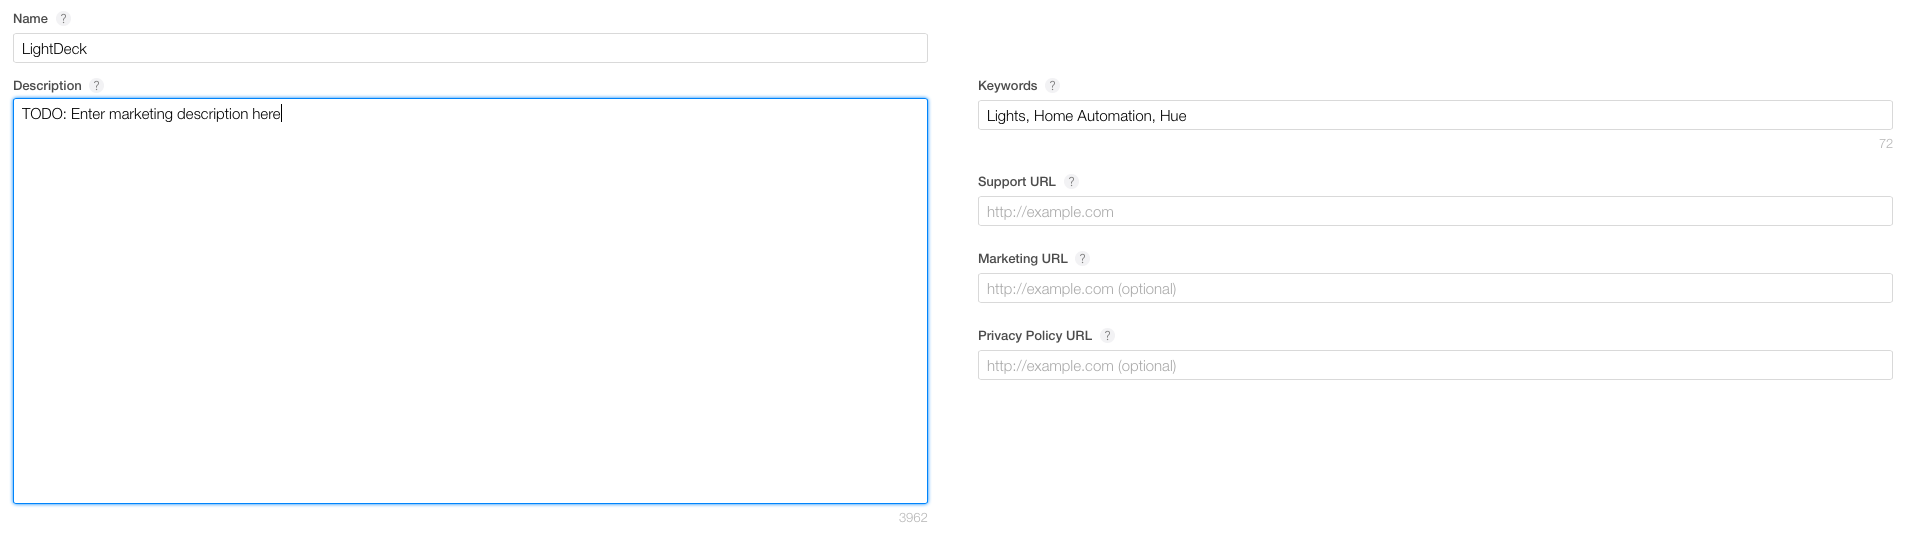 Name ?
LightDeck
Description ?
TODO: Enter marketing description here
3962
Keywords ?
Lights, Home Automation, Hue
72
Support URL ?
http://example.com
Marketing URL ?
http://example.com (optional)
Privacy Policy URL ?
http://example.com (optional)